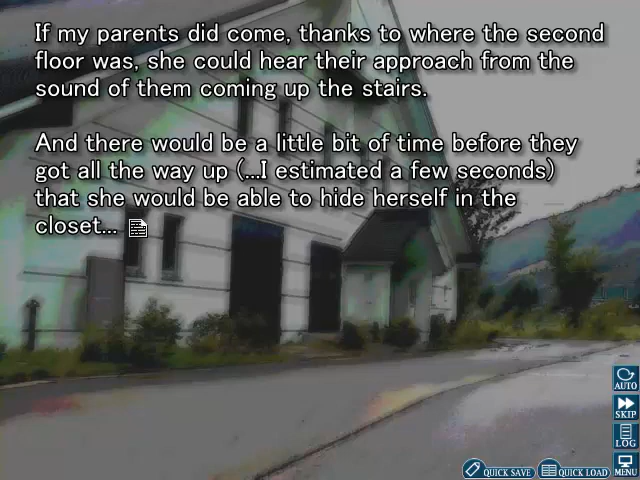 If my parents did come, thanks to where the second
floor was, she could hear their approach from the
sound of them coming up the stairs.
And there would be a little bit of time before they
got all the way up (...I estimated a few seconds)
that she would be able to hide herself in the
closet...
AUTO
SKIP
LOG
MENU
QUICK SAVE
QUICK LOAD